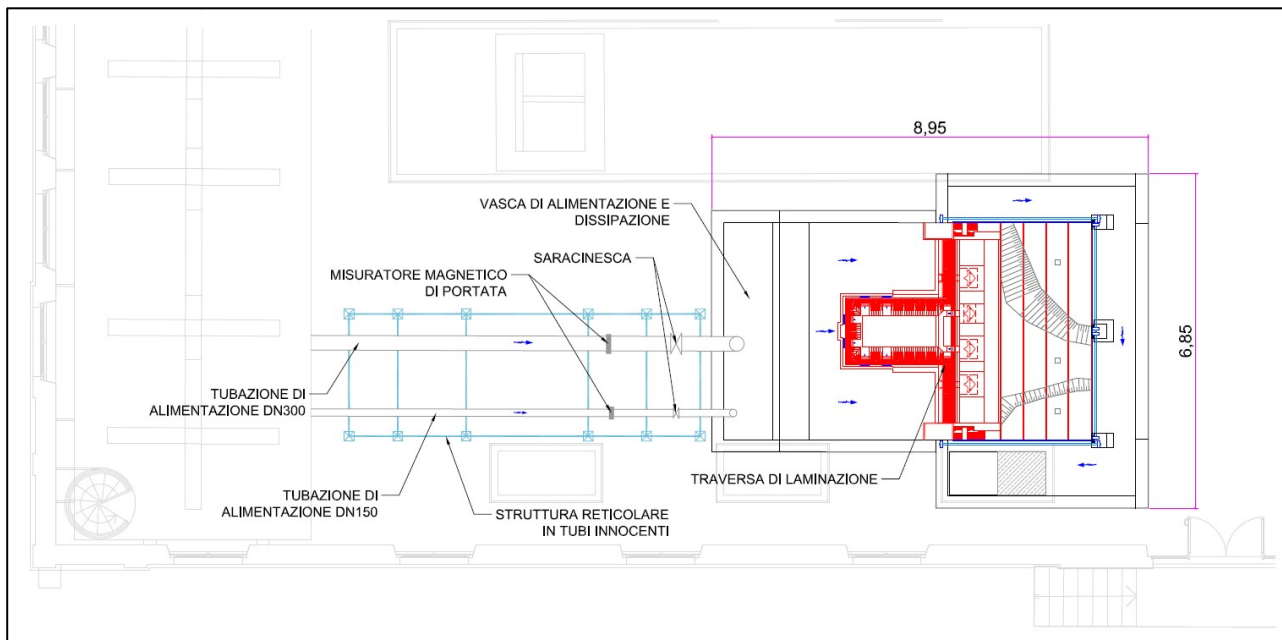 8,95
VASCA DI ALIMENTAZIONE E
DISSIPAZIONE
SARACINESCA
MISURATORE MAGNETICO
DI PORTATA
6,85
TUBAZIONE DI
ALIMENTAZIONE DN300
TRAVERSA DI LAMINAZIONE
TUBAZIONE DI
ALIMENTAZIONE DN150
STRUTTURA RETICOLARE
IN TUBI INNOCENTI